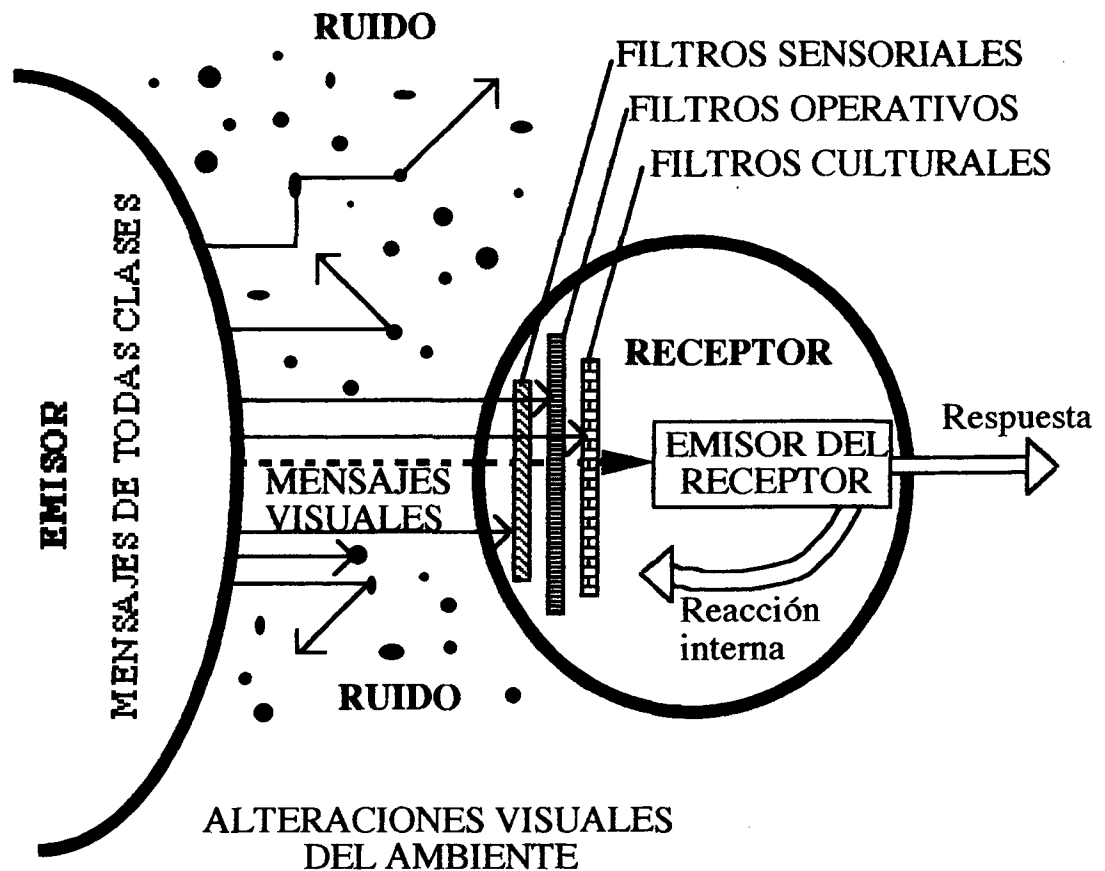 RUIDO
FILTROS SENSORIALES
FILTROS OPERATIVOS
FILTROS CULTURALES
EMISOR
MENSAJES DE TODAS CLASES
RECEPTOR
MENSAJES
VISUALES
EMISOR DEL
RECEPTOR
Respuesta
Reacción
interna
RUIDO
ALTERACIONES VISUALES
DEL AMBIENTE